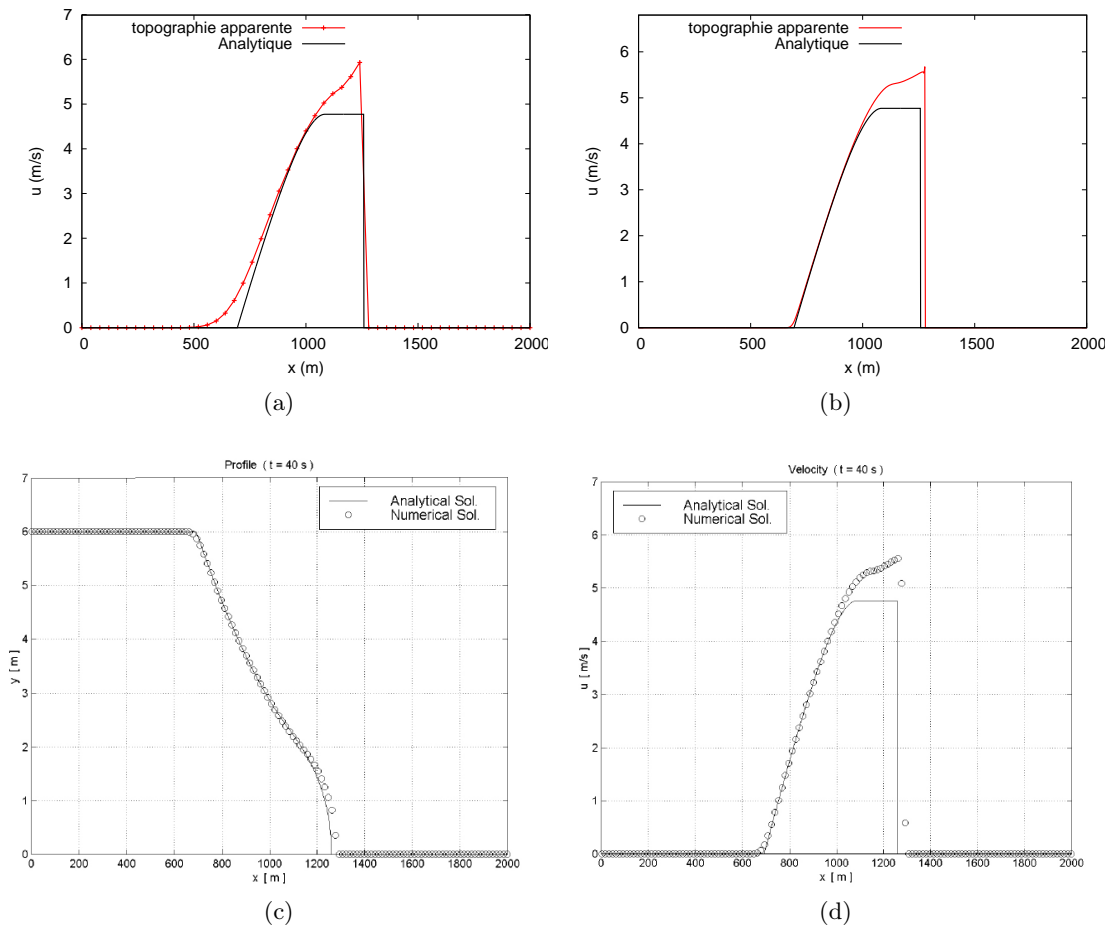 topographie apparente
Analytique
7
6
5
4
3
2
1
0
u (m/s)
0
500
1000
1500
2000
x (m)
(a)
topographie apparente
Analytique
6
5
4
3
2
1
0
u (m/s)
0
500
1000
1500
2000
x (m)
(b)
Profile ( t = 40 s )
Analytical Sol.
Numerical Sol.
7
6
5
4
3
2
1
0
y [ m ]
0 200 400 600 800 1000 1200 1400 1600 1800 2000
x [ m ]
(c)
Velocity ( t = 40 s )
Analytical Sol.
Numerical Sol.
7
6
5
4
3
2
1
0
u [ m/s ]
0 200 400 600 800 1000 1200 1400 1600 1800 2000
x [ m ]
(d)